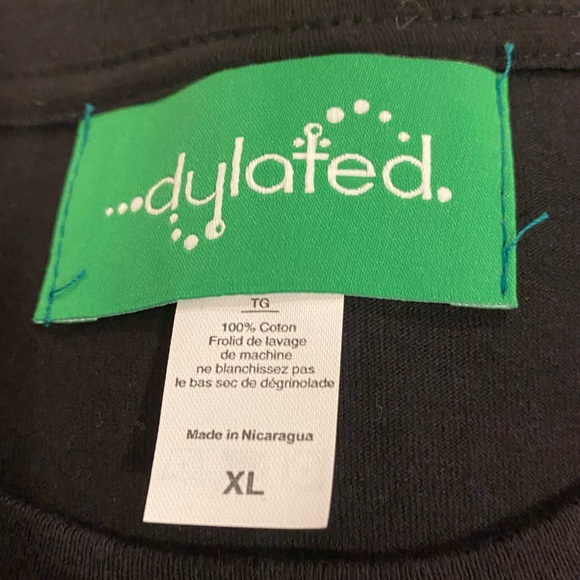 ...dylated.
TG
100% Coton
Frolid de lavage
de machine
ne blanchissez pas
le bas sec de dègrinolade
Made in Nicaragua
XL